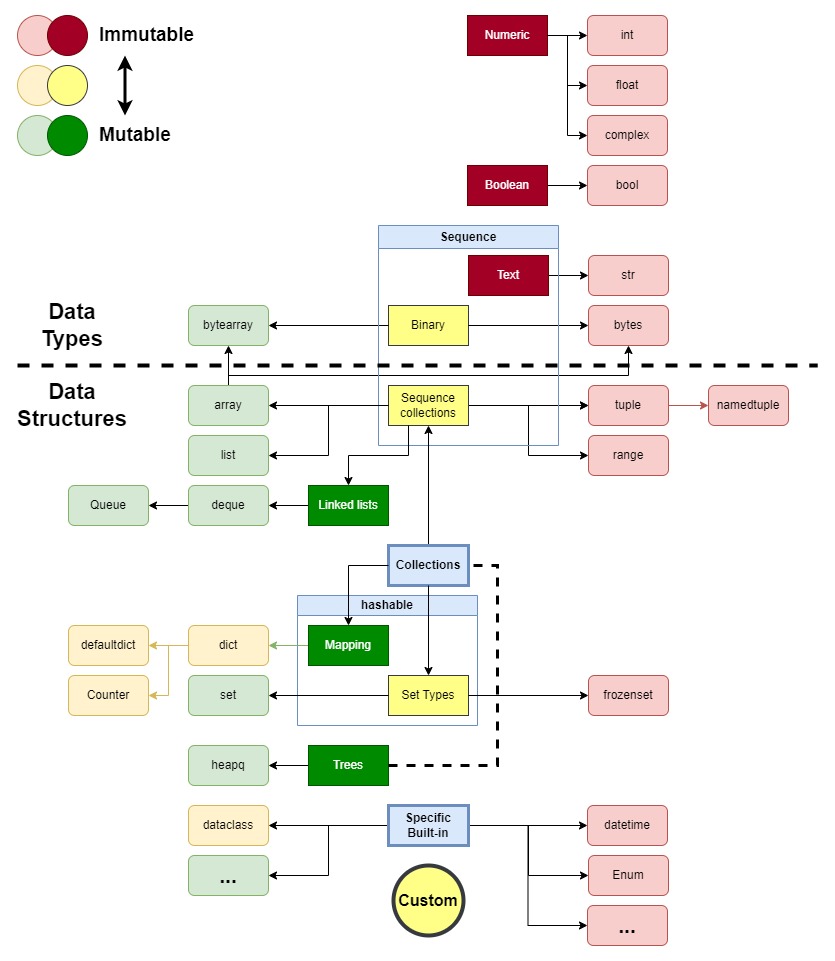 Immutable
Mutable
Numeric
int
float
complex
Boolean
bool
Sequence
Text
str
Data
Types
bytearray
Binary
bytes
Data
Structures
array
Sequence
collections
tuple
namedtuple
list
range
Queue
deque
Linked lists
Collections
hashable
defaultdict
dict
Mapping
Counter
set
Set Types
frozenset
heapq
Trees
dataclass
Specific
Built-in
datetime
...
Enum
Custom
...